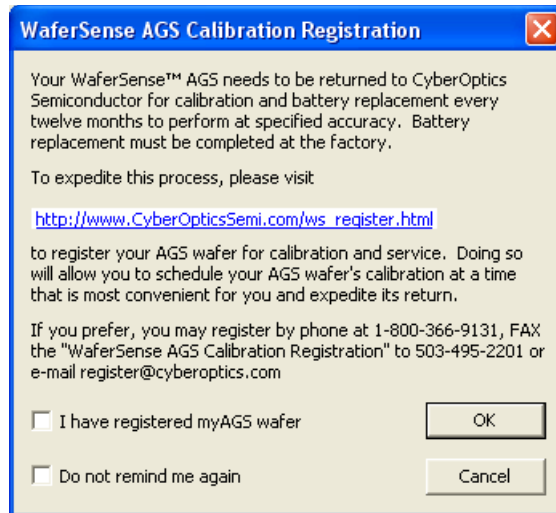 WaferSense AGS Calibration Registration
Your WaferSense™ AGS needs to be returned to CyberOptics
Semiconductor for calibration and battery replacement every
twelve months to perform at specified accuracy. Battery
replacement must be completed at the factory.
To expedite this process, please visit
http://www.CyberOpticsSemi.com/ws_register.html
to register your AGS wafer for calibration and service. Doing so
will allow you to schedule your AGS wafer's calibration at a time
that is most convenient for you and expedite its return.
If you prefer, you may register by phone at 1-800-366-9131, FAX
the "WaferSense AGS Calibration Registration" to 503-495-2201 or
e-mail register@cyberoptics.com
I have registered myAGS wafer
OK
Do not remind me again
Cancel